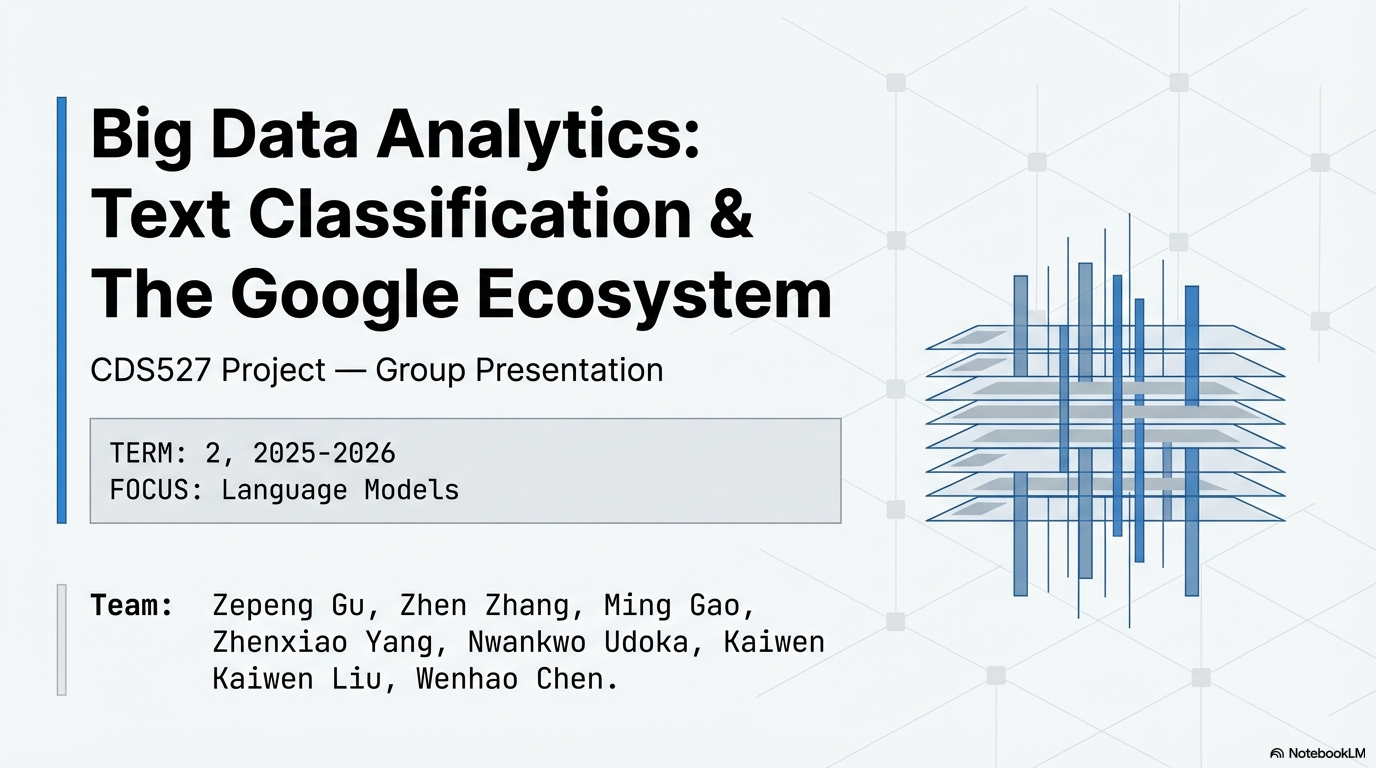 Big Data Analytics:
Text Classification &
The Google Ecosystem
CDS527 Project — Group Presentation
TERM: 2, 2025-2026
FOCUS: Language Models
Team: Zepeng Gu, Zhen Zhang, Ming Gao,
Zhenxiao Yang, Nwankwo Udoka, Kaiwen
Kaiwen Liu, Wenhao Chen.
NotebookLM